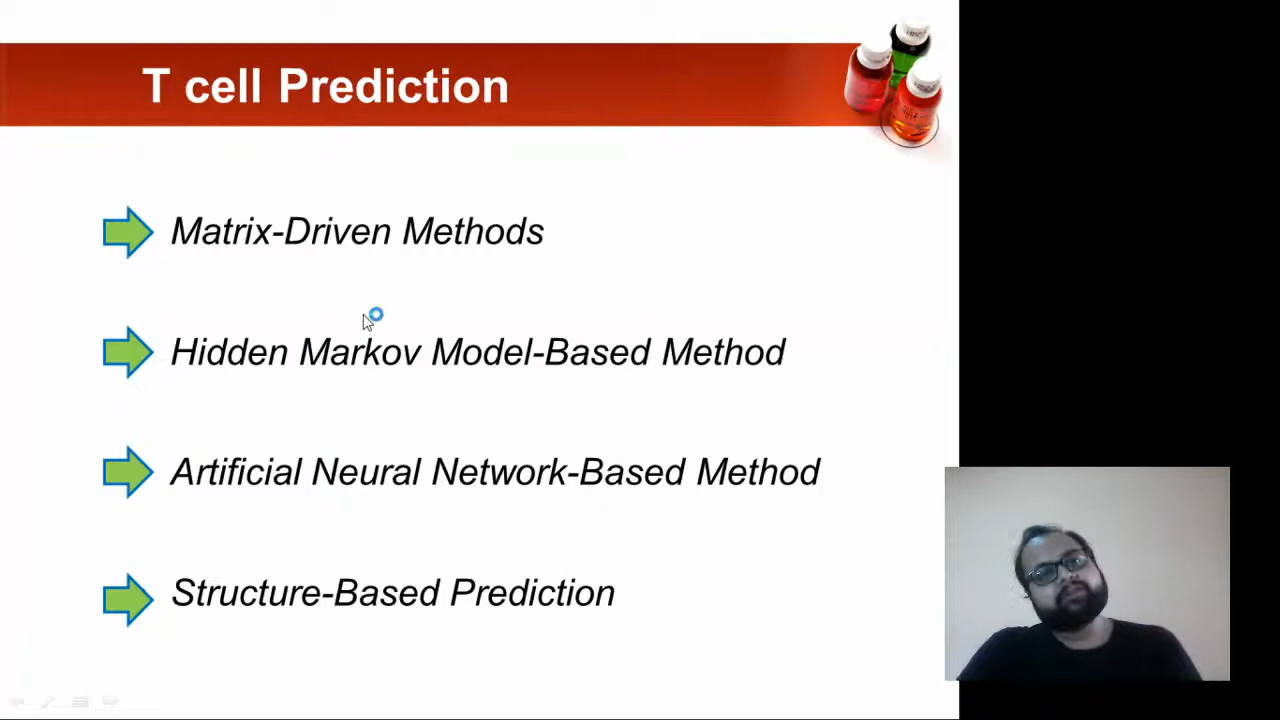 T cell Prediction
Matrix-Driven Methods
Hidden Markov Model-Based Method
Artificial Neural Network-Based Method
Structure-Based Prediction